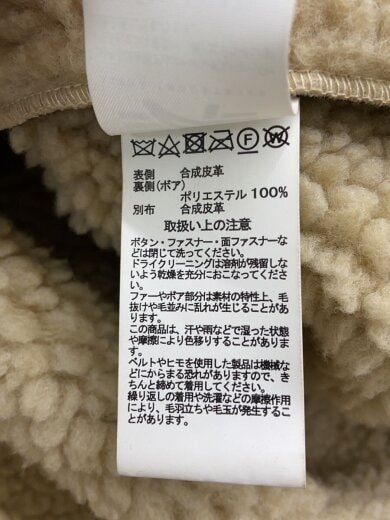 F W
表側 合成皮革
裏側(ボア)
ポリエステル 100%
別布 合成皮革
取扱い上の注意
ボタン・ファスナー・面ファスナーな
どは閉じて洗ってください。
ドライクリーニングは溶剤が残留しな
いよう乾燥を充分におこなってくださ
い。
ファーやボア部分は素材の特性上、毛
抜けや毛並みに乱れが生じることがあ
ります。
この商品は、汗や雨などで湿った状態
や摩擦により色移りすることがありま
す。
ベルトやヒモを使用した製品は機械な
どにからまる恐れがありますので、き
ちんと締めて着用してください。
繰り返しの着用や洗濯などの摩擦作用
により、毛羽立ちや毛玉が発生するこ
とがあります。